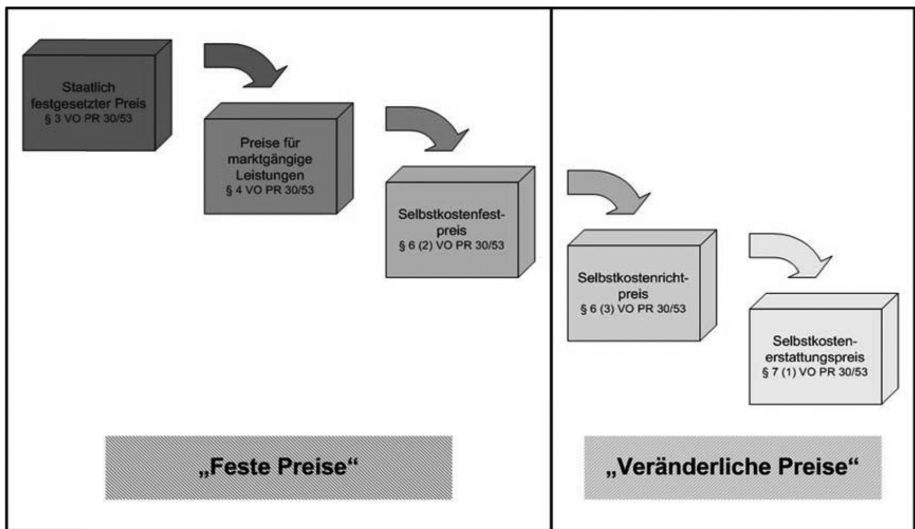 Staatlich
festgesetzter Preis
§ 3 VO PR 30/53
Preise für
marktgängige
Leistungen
§ 4 VO PR 30/53
Selbstkostenfest-
preis
§ 6 (2) VO PR 30/53
Selbstkostenricht-
preis
§ 6 (3) VO PR 30/53
Selbstkosten-
erstattungspreis
§ 7 (1) VO PR 30/53
„Feste Preise“
„Veränderliche Preise“